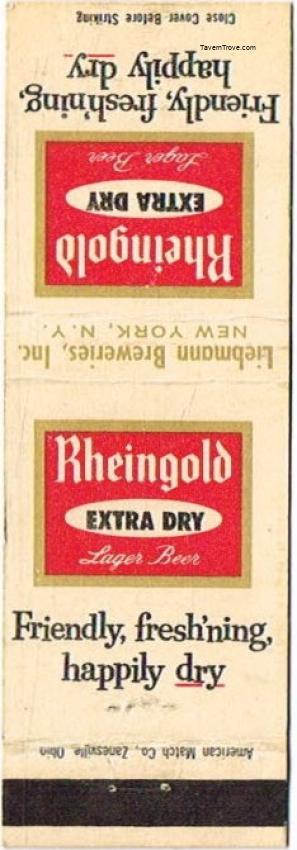 Close Cover Before Striking
TavernTrove.com
Friendly, fresh'ning,
happily dry
Rheingold
EXTRA DRY
Lager Beer
Liebmann Breweries, Inc.
NEW YORK, N.Y.
Rheingold
EXTRA DRY
Lager Beer
Friendly, fresh'ning,
happily dry
American Match Co., Zanesville, Ohio